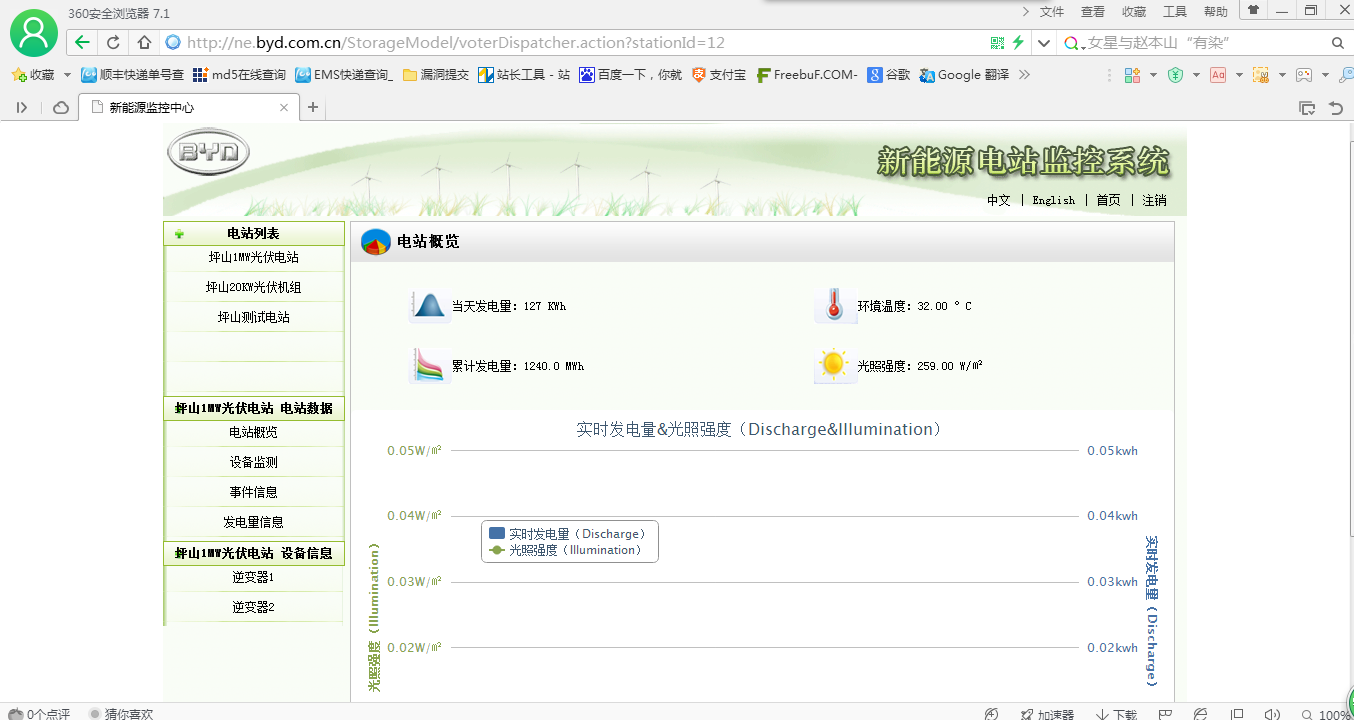 360安全浏览器 7.1
文件 查看 收藏 工具 帮助
http://ne.byd.com.cn/StorageModel/voterDispatcher.action?stationId=12
女星与赵本山“有染”
收藏 顺丰快递单号查 md5在线查询 EMS快递查询_ 漏洞提交 站长工具 - 站 百度一下，你就 支付宝 FreebuF.COM- 谷歌 Google 翻译
新能源监控中心
BYD
新能源电站监控系统
中文 | English | 首页 | 注销
电站列表
坪山1MW光伏电站
坪山20KW光伏机组
坪山测试电站
坪山1MW光伏电站 电站数据
电站概览
设备监测
事件信息
发电量信息
坪山1MW光伏电站 设备信息
逆变器1
逆变器2
电站概览
当天发电量: 127 KWh
环境温度: 32.00 ° C
累计发电量: 1240.0 MWh
光照强度: 259.00 W/㎡
实时发电量&光照强度（Discharge&Illumination）
0.05W/㎡
0.05kwh
0.04W/㎡
0.04kwh
实时发电量（Discharge）
光照强度（Illumination）
0.03W/㎡
0.03kwh
0.02W/㎡
0.02kwh
光照强度（Illumination）
实时发电量（Discharge）
0个点评 猜你喜欢
加速器 下载 100%